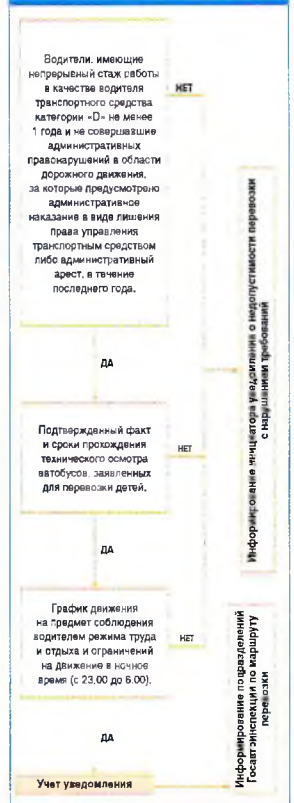 Водители, имеющие
непрерывный стаж работы
в качестве водителя
транспортного средства
категории «D» не менее
1 года и не совершавшие
административных
правонарушений в области
дорожного движения,
за которые предусмотрено
административное
наказание в виде лишения
права управления
транспортным средством
либо административный
арест, в течение
последнего года.
НЕТ
ДА
Подтвержденный факт
и сроки прохождения
технического осмотра
автобусов, заявленных
для перевозки детей.
НЕТ
ДА
График движения
на предмет соблюдения
водителем режима труда
и отдыха и ограничений
на движение в ночное
время (с 23.00 до 6.00).
НЕТ
ДА
Учет уведомления
Информирование инициатора уведомления о недопустимости перевозки
с нарушением требований
Информирование подразделений
Госавтоинспекции по маршруту
перевозки